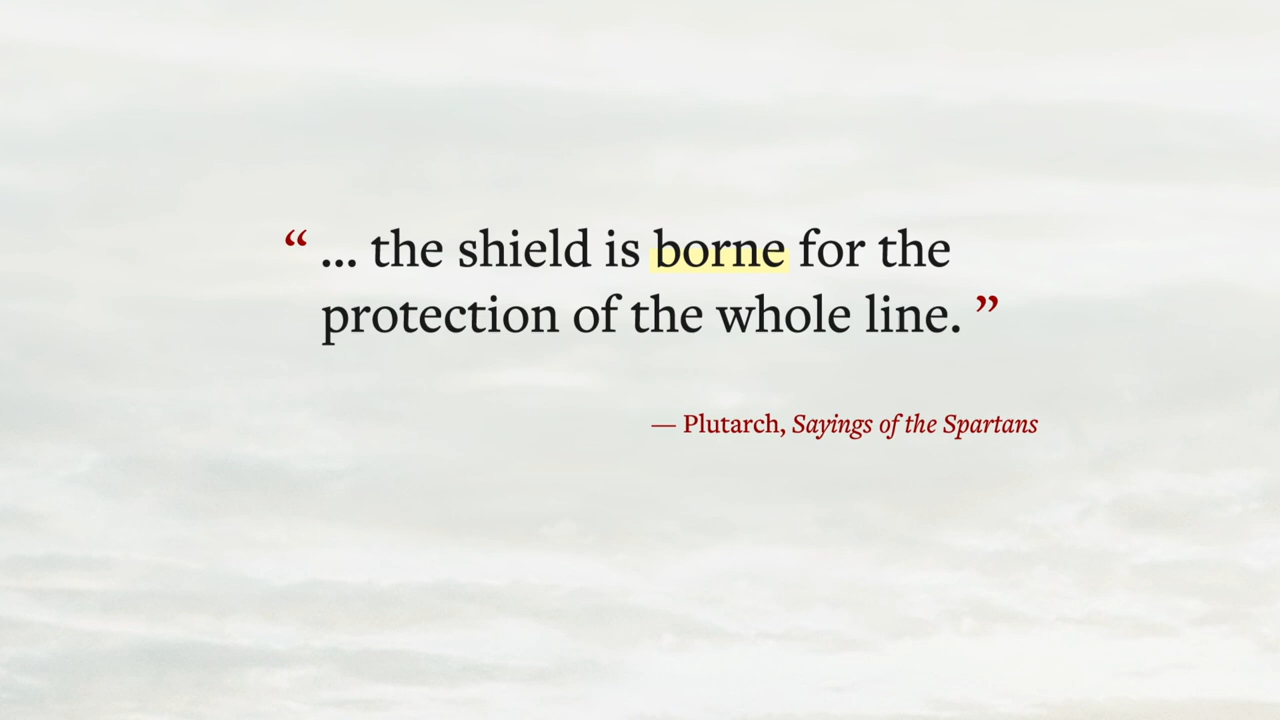 “ ... the shield is borne for the
protection of the whole line. ”
— Plutarch, Sayings of the Spartans